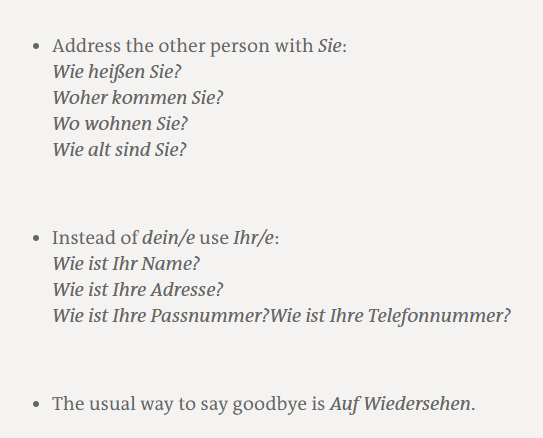 • Address the other person with Sie:
Wie heißen Sie?
Woher kommen Sie?
Wo wohnen Sie?
Wie alt sind Sie?
• Instead of dein/e use Ihr/e:
Wie ist Ihr Name?
Wie ist Ihre Adresse?
Wie ist Ihre Passnummer?Wie ist Ihre Telefonnummer?
• The usual way to say goodbye is Auf Wiedersehen.